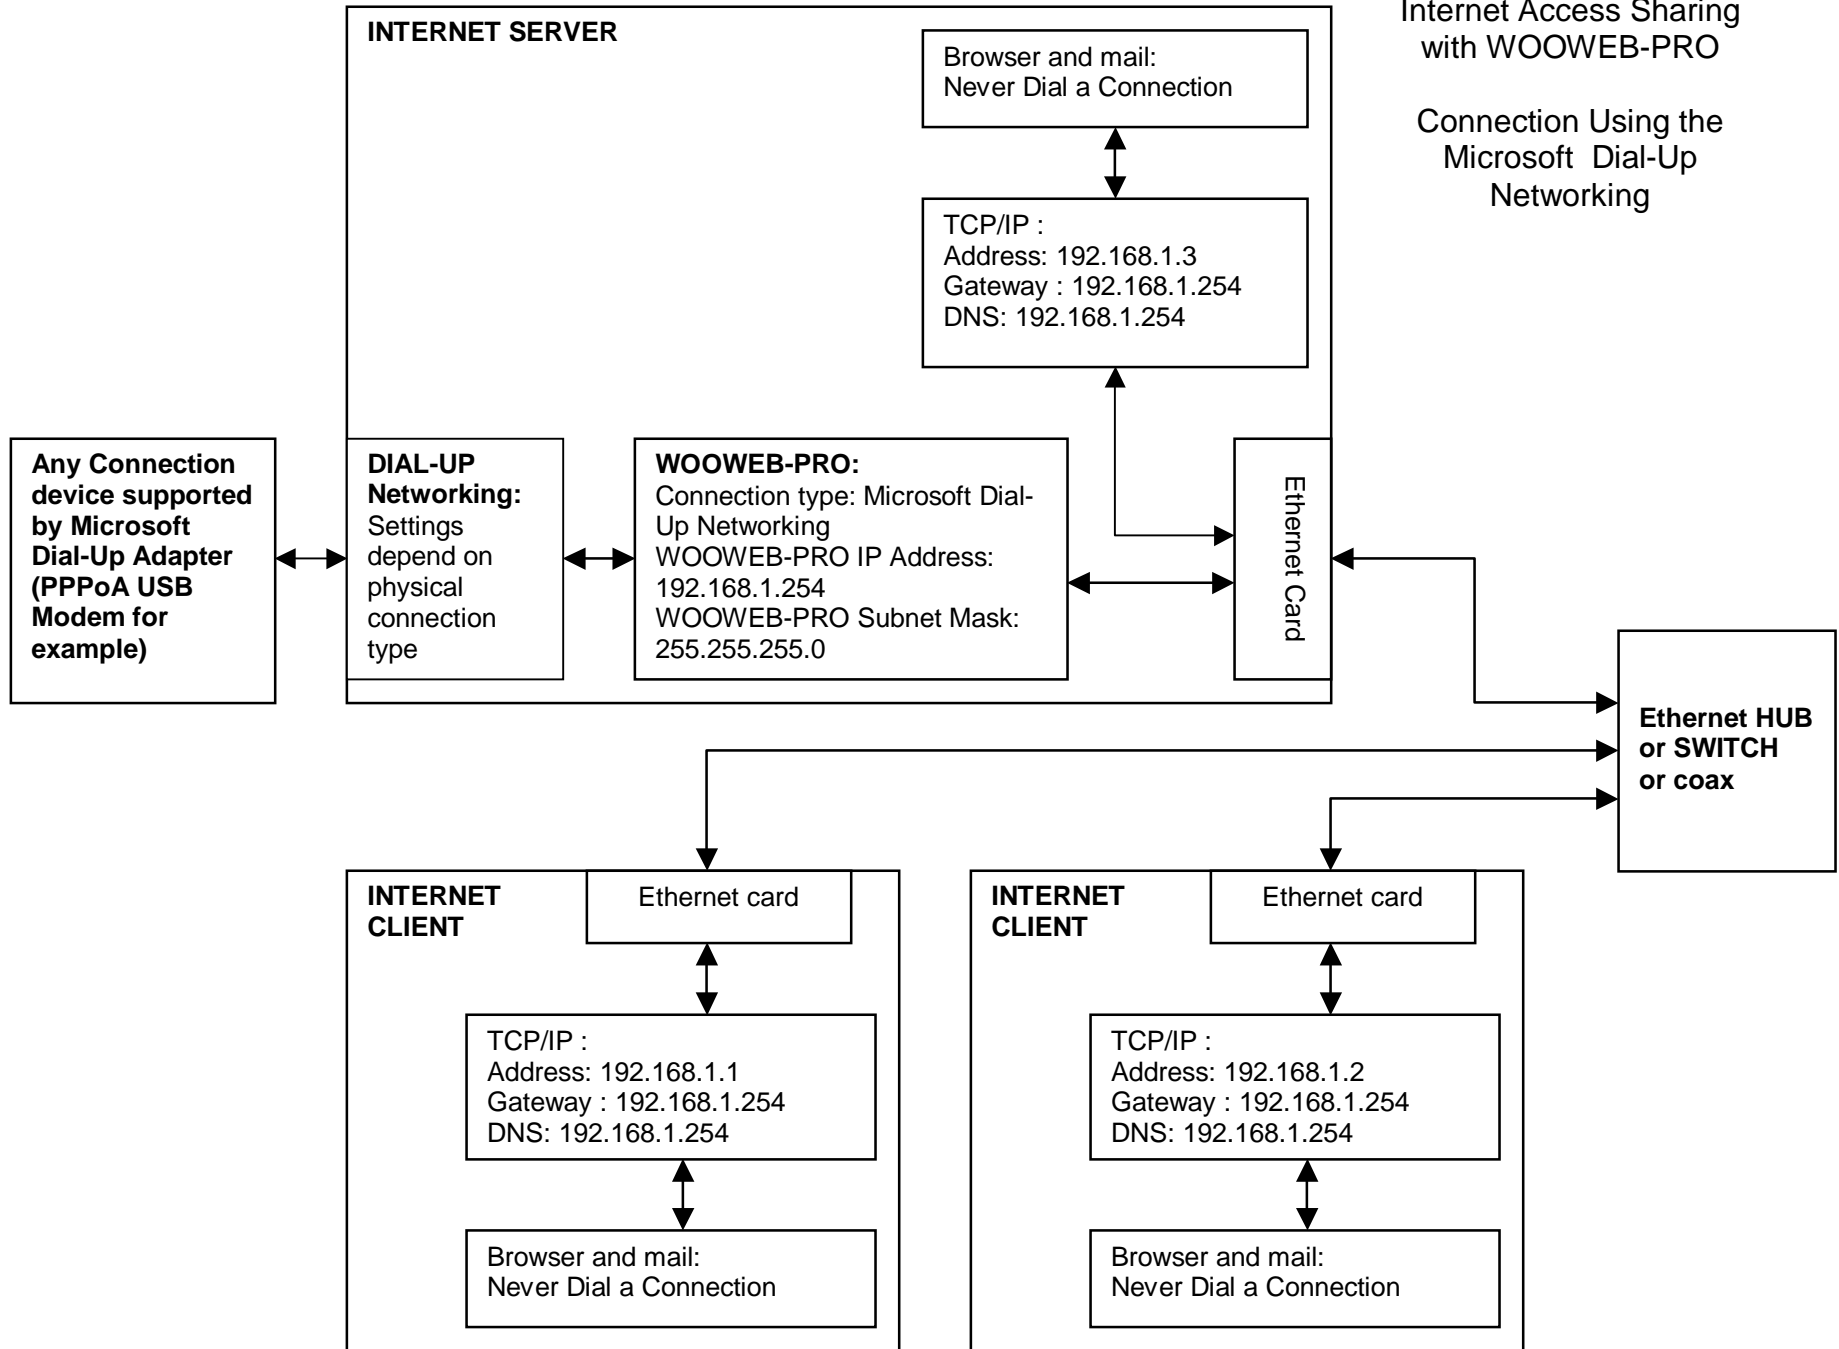 Internet Access Sharing
with WOOWEB-PRO
Connection Using the
Microsoft  Dial-Up
Networking
INTERNET SERVER
Browser and mail:
Never Dial a Connection
TCP/IP :
Address: 192.168.1.3
Gateway : 192.168.1.254
DNS: 192.168.1.254
Any Connection
device supported
by Microsoft
Dial-Up Adapter
(PPPoA USB
Modem for
example)
DIAL-UP
Networking:
Settings
depend on
physical
connection
type
WOOWEB-PRO:
Connection type: Microsoft Dial-
Up Networking
WOOWEB-PRO IP Address:
192.168.1.254
WOOWEB-PRO Subnet Mask:
255.255.255.0
Ethernet Card
Ethernet HUB
or SWITCH
or coax
INTERNET
CLIENT
Ethernet card
TCP/IP :
Address: 192.168.1.1
Gateway : 192.168.1.254
DNS: 192.168.1.254
Browser and mail:
Never Dial a Connection
INTERNET
CLIENT
Ethernet card
TCP/IP :
Address: 192.168.1.2
Gateway : 192.168.1.254
DNS: 192.168.1.254
Browser and mail:
Never Dial a Connection